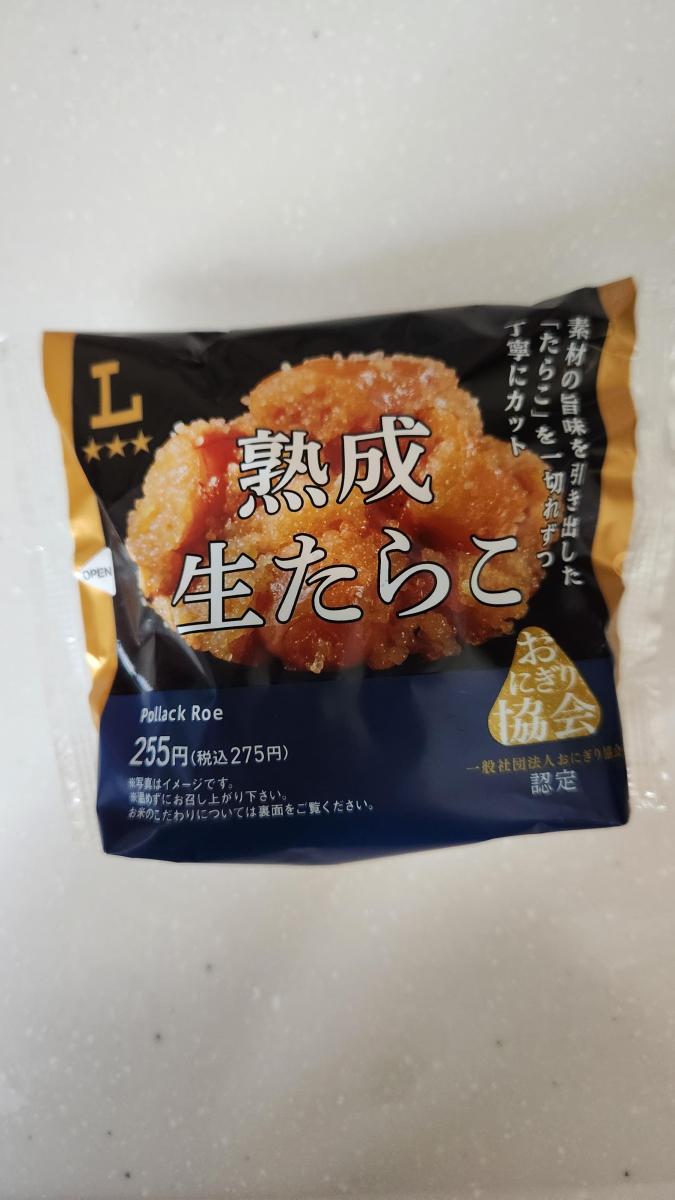 L
素材の旨味を引き出した
「たらこ」を一切れずつ
丁寧にカット
熟成
生たらこ
OPEN
おにぎり
協会
一般社団法人おにぎり協会
認定
Pollack Roe
255円(税込275円)
※写真はイメージです。
※温めずにお召し上がり下さい。
お米のこだわりについては裏面をご覧ください。